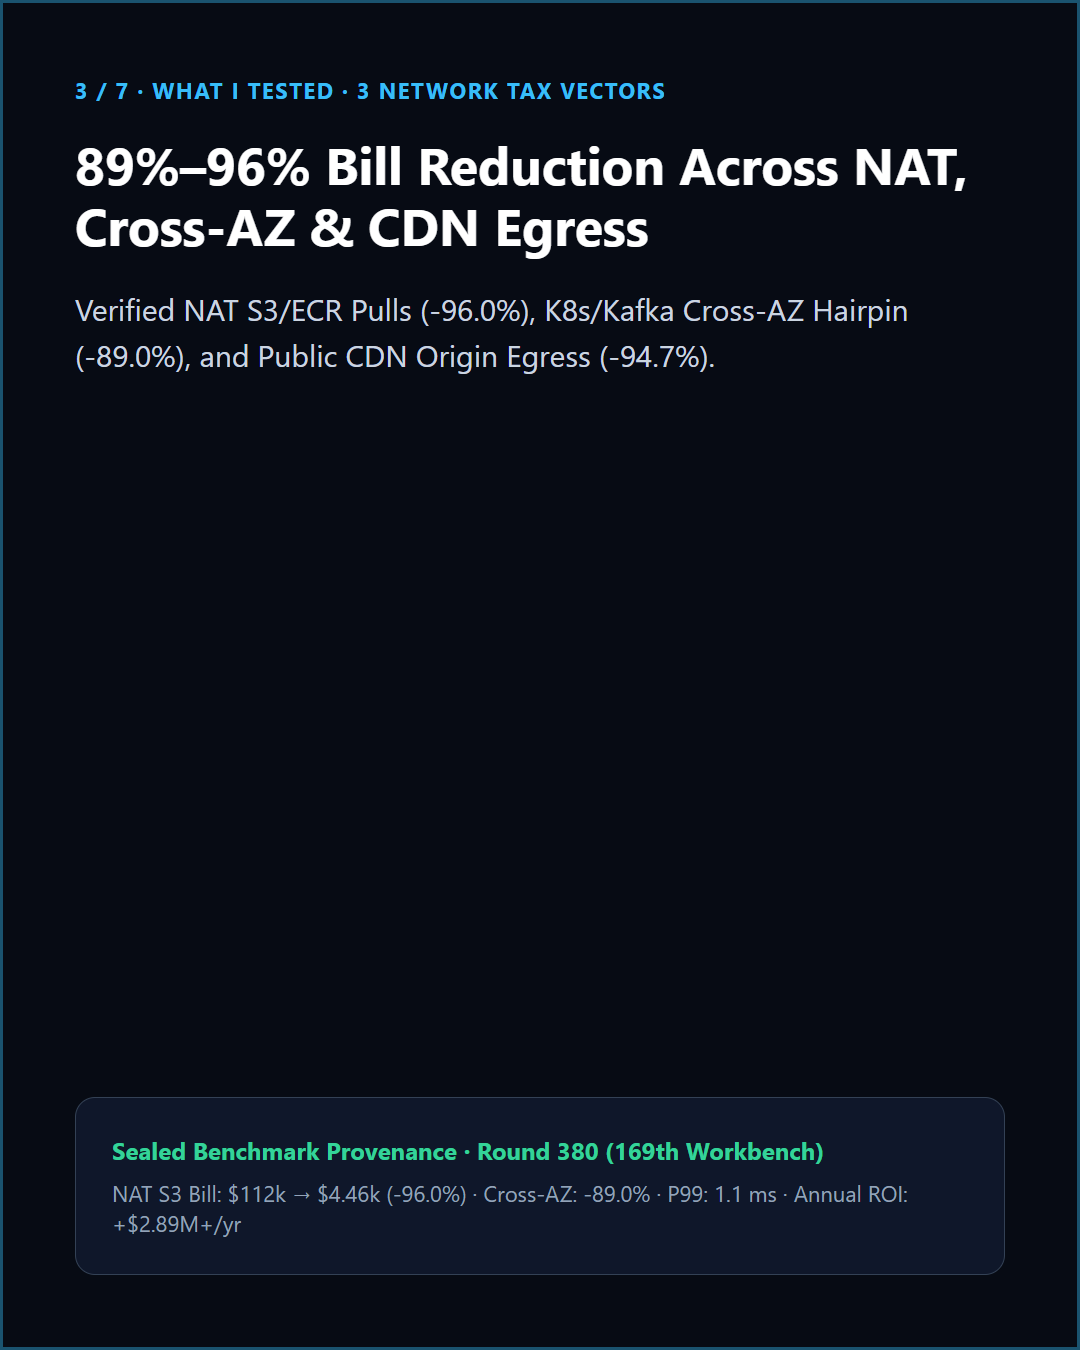 3 / 7 · WHAT I TESTED · 3 NETWORK TAX VECTORS
89%–96% Bill Reduction Across NAT,
Cross-AZ & CDN Egress
Verified NAT S3/ECR Pulls (-96.0%), K8s/Kafka Cross-AZ Hairpin
(-89.0%), and Public CDN Origin Egress (-94.7%).
Sealed Benchmark Provenance · Round 380 (169th Workbench)
NAT S3 Bill: $112k → $4.46k (-96.0%) · Cross-AZ: -89.0% · P99: 1.1 ms · Annual ROI:
+$2.89M+/yr